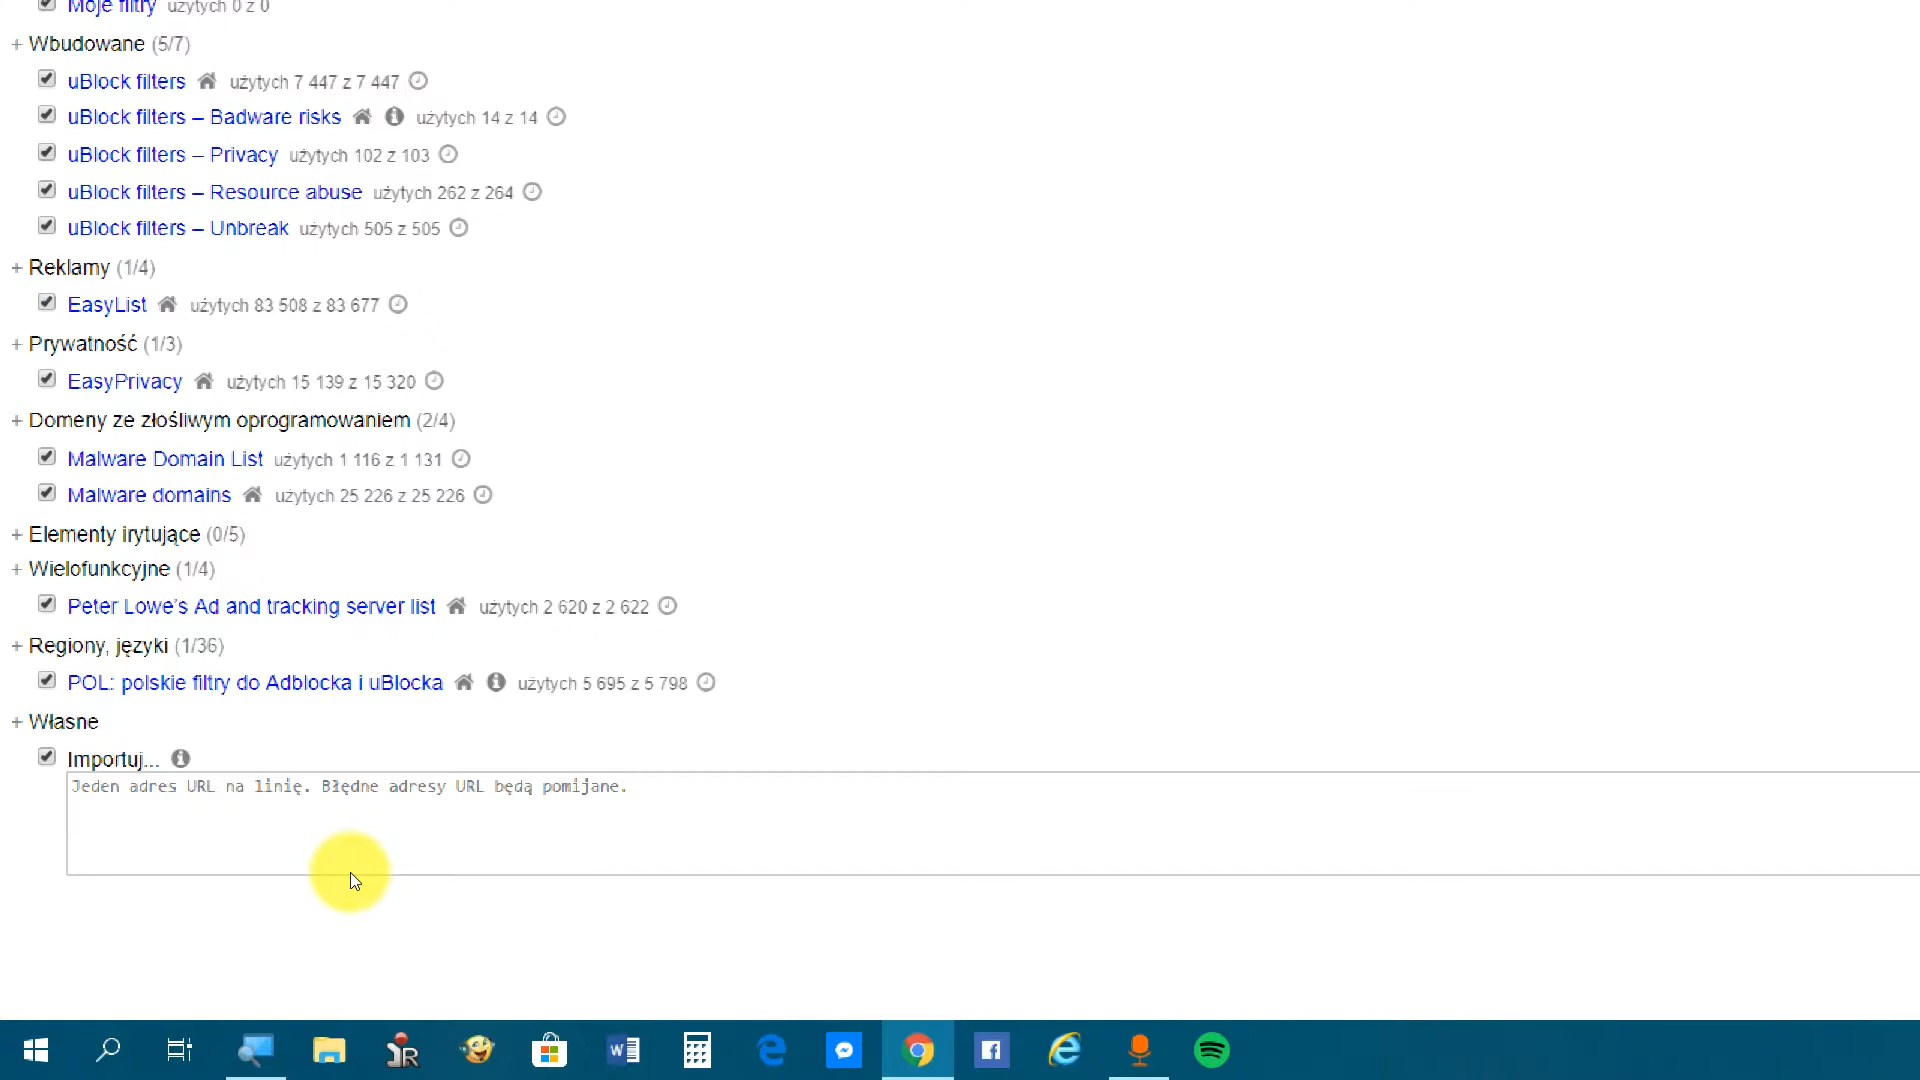 Moje filtry użytych 0 z 0
+ Wbudowane (5/7)
uBlock filters użytych 7 447 z 7 447
uBlock filters – Badware risks użytych 14 z 14
uBlock filters – Privacy użytych 102 z 103
uBlock filters – Resource abuse użytych 262 z 264
uBlock filters – Unbreak użytych 505 z 505
+ Reklamy (1/4)
EasyList użytych 83 508 z 83 677
+ Prywatność (1/3)
EasyPrivacy użytych 15 139 z 15 320
+ Domeny ze złośliwym oprogramowaniem (2/4)
Malware Domain List użytych 1 116 z 1 131
Malware domains użytych 25 226 z 25 226
+ Elementy irytujące (0/5)
+ Wielofunkcyjne (1/4)
Peter Lowe's Ad and tracking server list użytych 2 620 z 2 622
+ Regiony, języki (1/36)
POL: polskie filtry do Adblocka i uBlocka użytych 5 695 z 5 798
+ Własne
Importuj...
Jeden adres URL na linię. Błędne adresy URL będą pomijane.